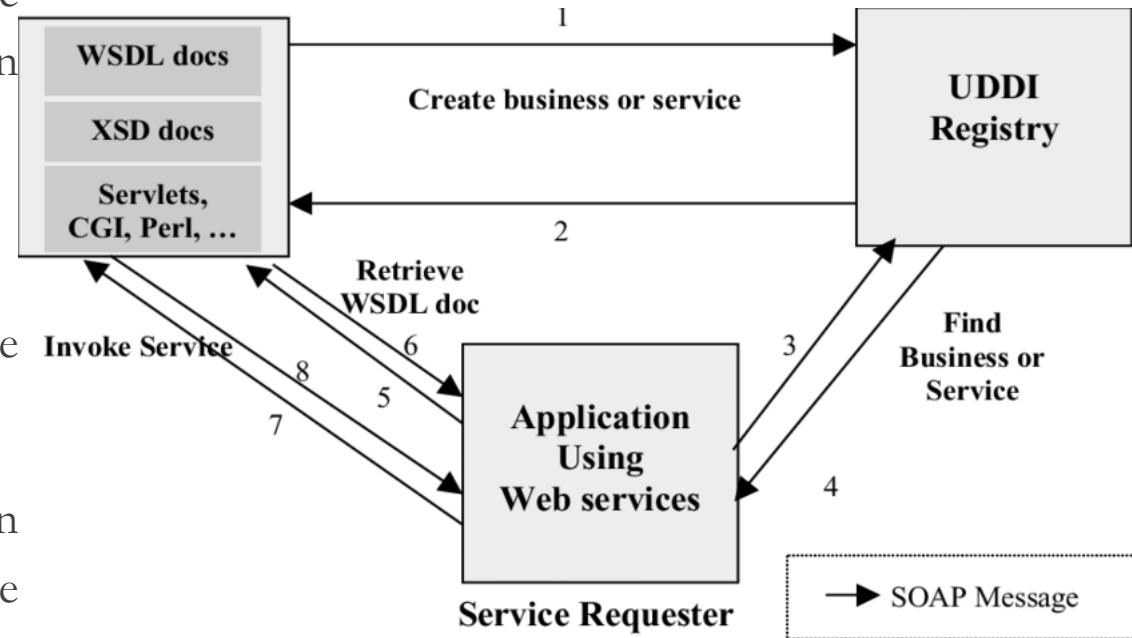 1
WSDL docs
XSD docs
Servlets,
CGI, Perl, …
Create business or service
UDDI
Registry
2
Retrieve
WSDL doc
Invoke Service
6
8
5
7
3
Find
Business or
Service
4
Application
Using
Web services
Service Requester
SOAP Message